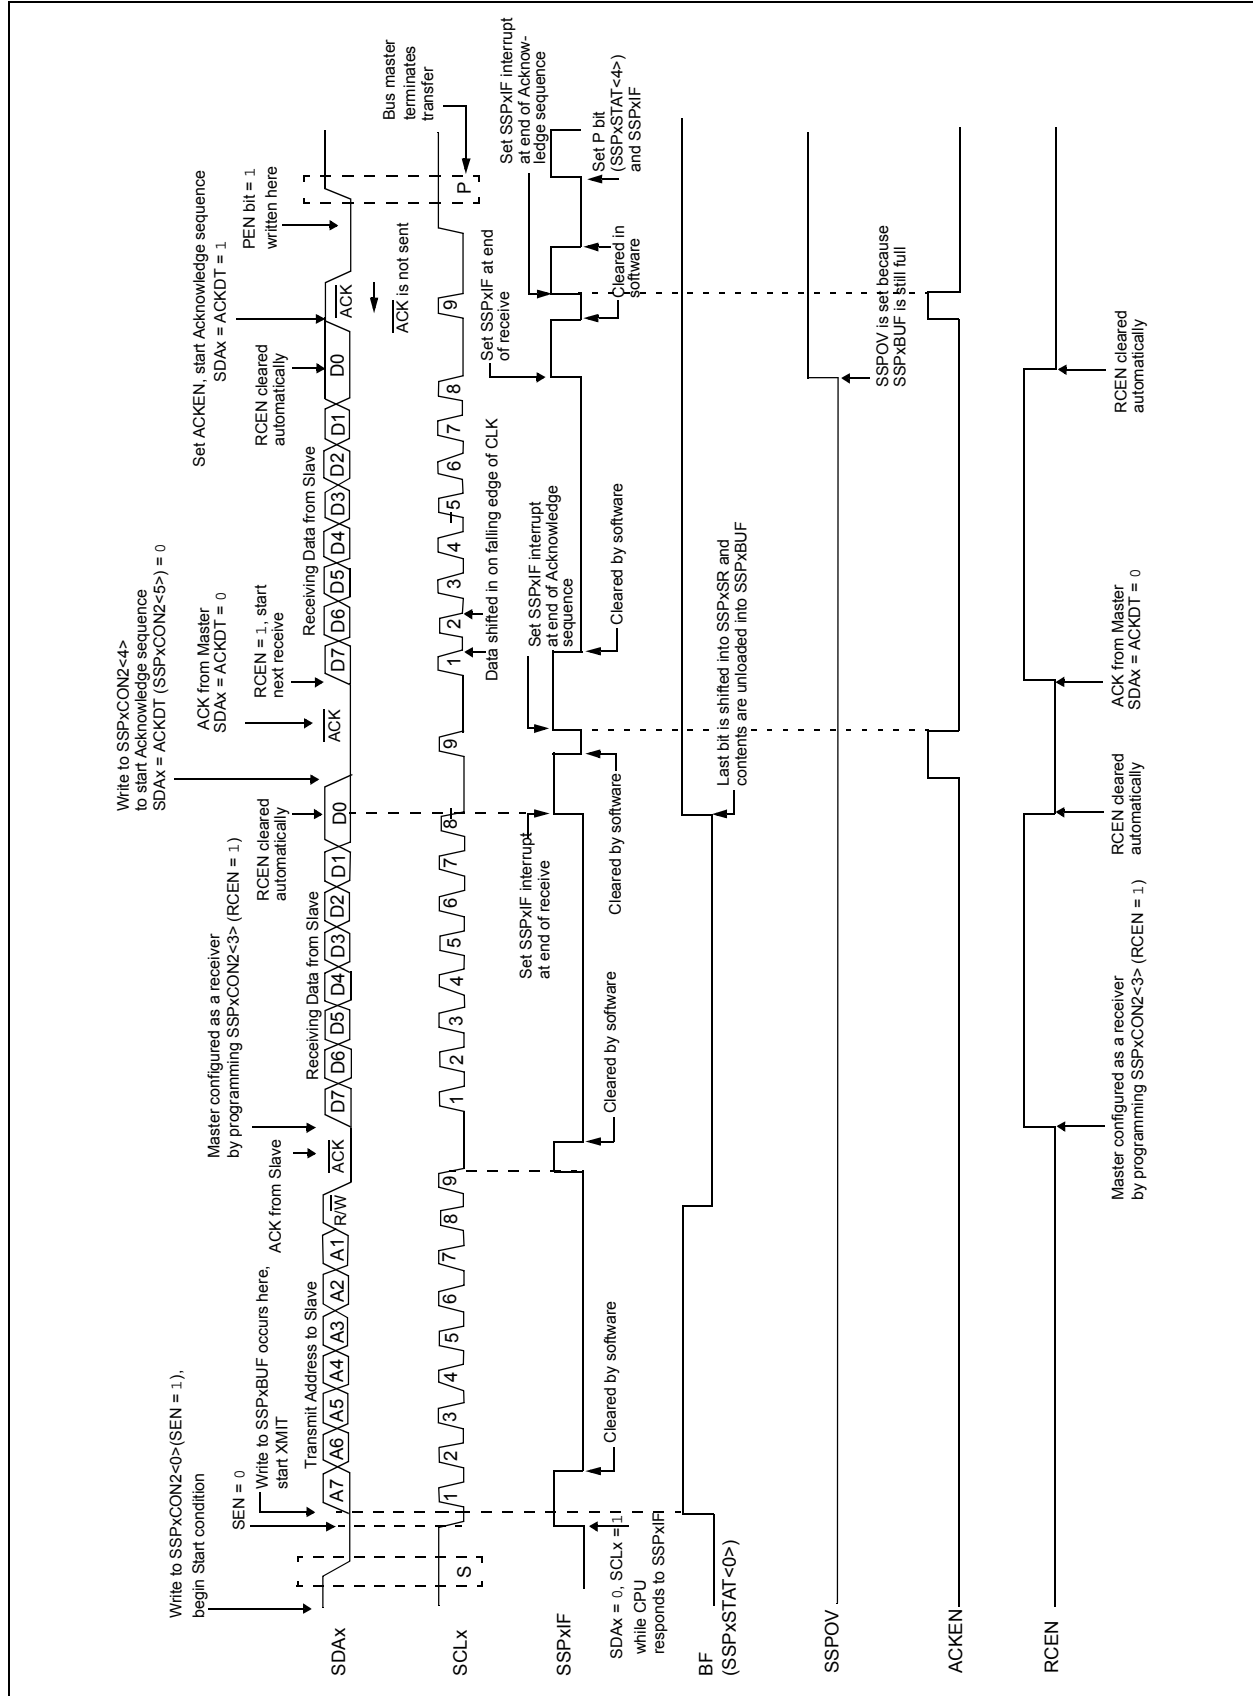 Write to SSPxCON2<0>(SEN = 1),
begin Start condition
SEN = 0
Write to SSPxBUF occurs here,
start XMIT
ACK from Slave
Master configured as a receiver
by programming SSPxCON2<3> (RCEN = 1)
RCEN cleared
automatically
Write to SSPxCON2<4>
to start Acknowledge sequence
SDAx = ACKDT (SSPxCON2<5>) = 0
ACK from Master
SDAx = ACKDT = 0
RCEN = 1, start
next receive
RCEN cleared
automatically
Set ACKEN, start Acknowledge sequence
SDAx = ACKDT = 1
PEN bit = 1
written here
Transmit Address to Slave
Receiving Data from Slave
Receiving Data from Slave
SDAx
A7 A6 A5 A4 A3 A2 A1 R/W ACK D7 D6 D5 D4 D3 D2 D1 D0 ACK D7 D6 D5 D4 D3 D2 D1 D0 ACK
ACK is not sent
Bus master
terminates
transfer
SCLx
S 1 2 3 4 5 6 7 8 9 1 2 3 4 5 6 7 8 9 1 2 3 4 5 6 7 8 9 P
Data shifted in on falling edge of CLK
Set SSPxIF interrupt
at end of receive
Set SSPxIF interrupt
at end of Acknowledge
sequence
Set SSPxIF at end
of receive
Set SSPxIF interrupt
at end of Acknow-
ledge sequence
SSPxIF
SDAx = 0, SCLx = 1
while CPU
responds to SSPxIF
Cleared by software
Cleared by software
Cleared by software
Cleared by software
Cleared in
software
Set P bit
(SSPxSTAT<4>)
and SSPxIF
BF
(SSPxSTAT<0>)
Last bit is shifted into SSPxSR and
contents are unloaded into SSPxBUF
SSPOV
SSPOV is set because
SSPxBUF is still full
ACKEN
RCEN
Master configured as a receiver
by programming SSPxCON2<3> (RCEN = 1)
RCEN cleared
automatically
ACK from Master
SDAx = ACKDT = 0
RCEN cleared
automatically